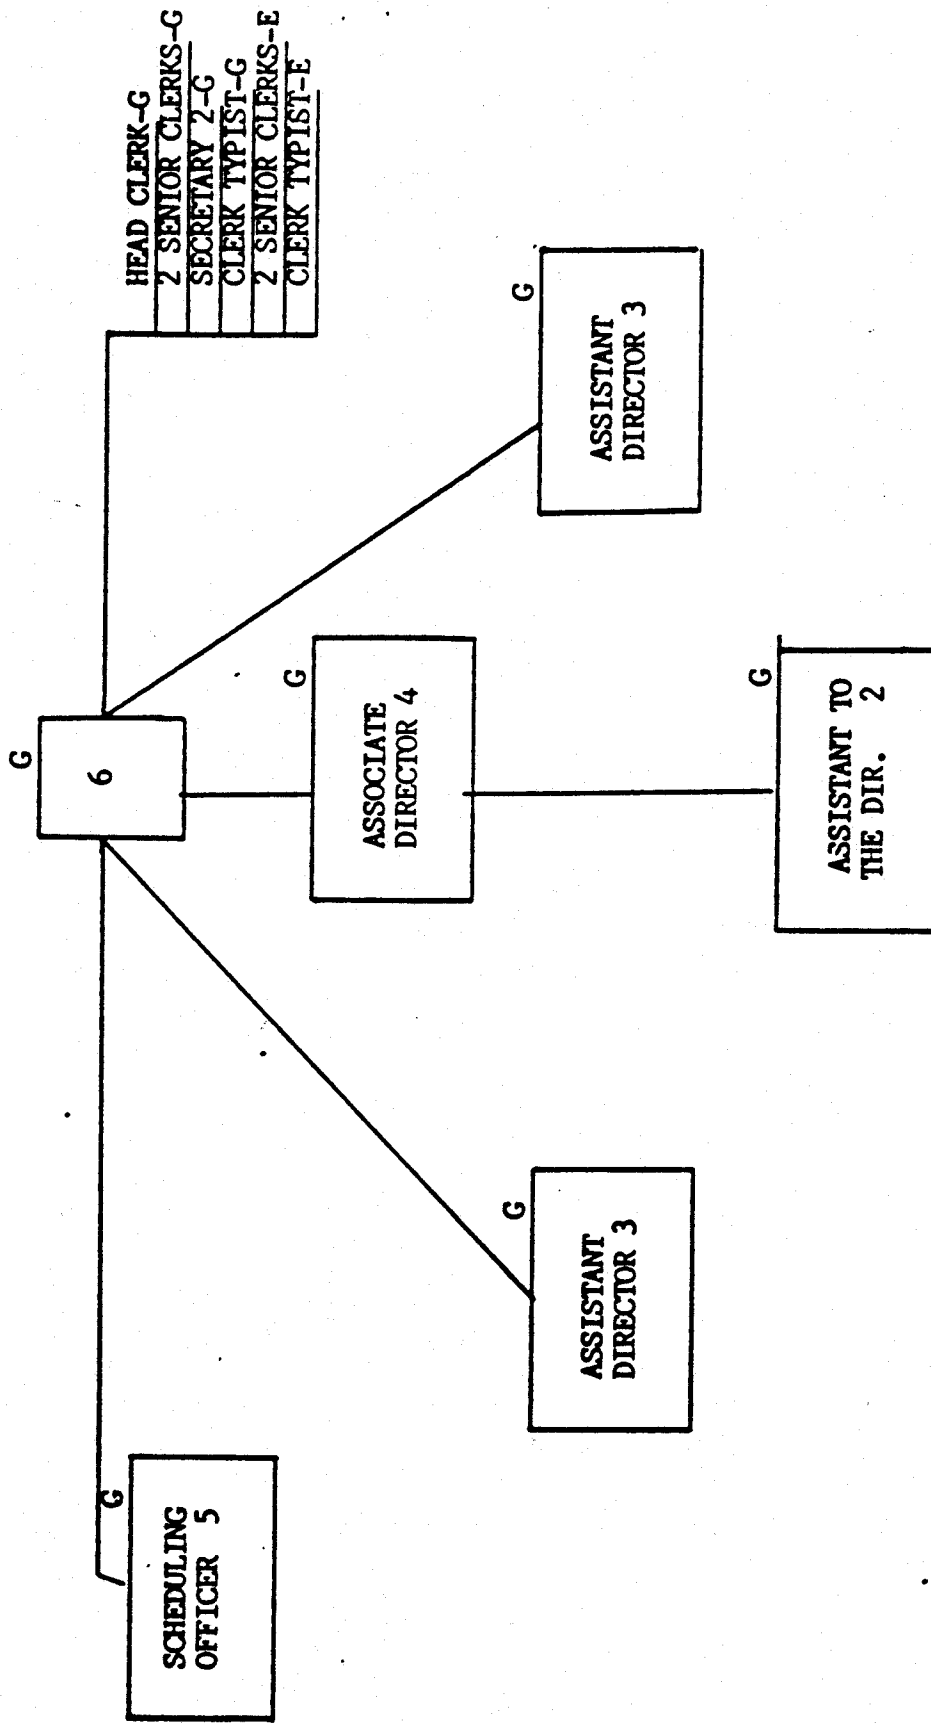 G
6
HEAD CLERK-G
2 SENIOR CLERKS-G
SECRETARY 2-G
CLERK TYPIST-G
2 SENIOR CLERKS-E
CLERK TYPIST-E
G
SCHEDULING
OFFICER 5
G
ASSOCIATE
DIRECTOR 4
G
ASSISTANT
DIRECTOR 3
G
ASSISTANT
DIRECTOR 3
G
ASSISTANT TO
THE DIR. 2